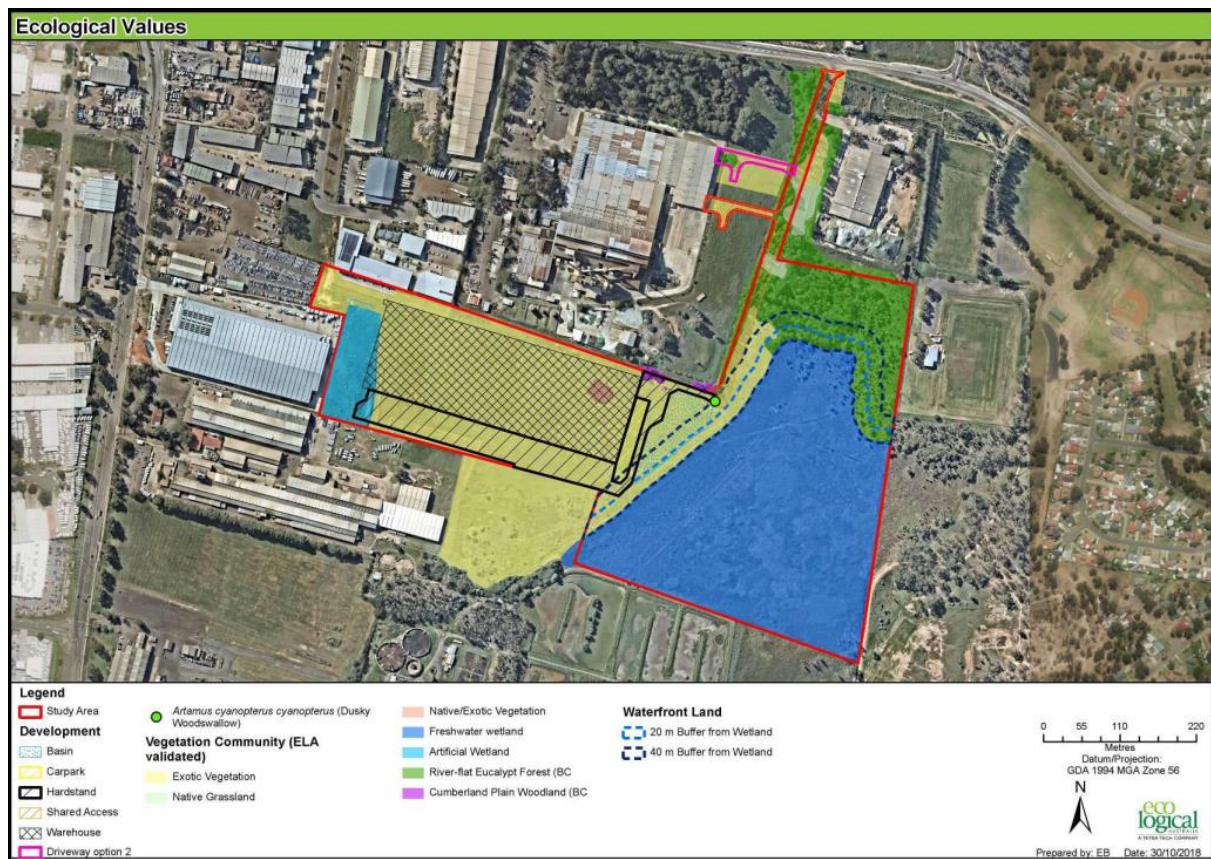 Ecological Values
Legend
Study Area
Development
Basin
Carpark
Hardstand
Shared Access
Warehouse
Driveway option 2
Artamus cyanopterus cyanopterus (Dusky
Woodswallow)
Vegetation Community (ELA
validated)
Exotic Vegetation
Native Grassland
Native/Exotic Vegetation
Freshwater wetland
Artificial Wetland
River-flat Eucalypt Forest (BC
Cumberland Plain Woodland (BC
Waterfront Land
20 m Buffer from Wetland
40 m Buffer from Wetland
0 55 110 220
Metres
Datum/Projection:
GDA 1994 MGA Zone 56
N
eco
logical
AUSTRALIA
A TETRA TECH COMPANY
Prepared by: EB Date: 30/10/2018